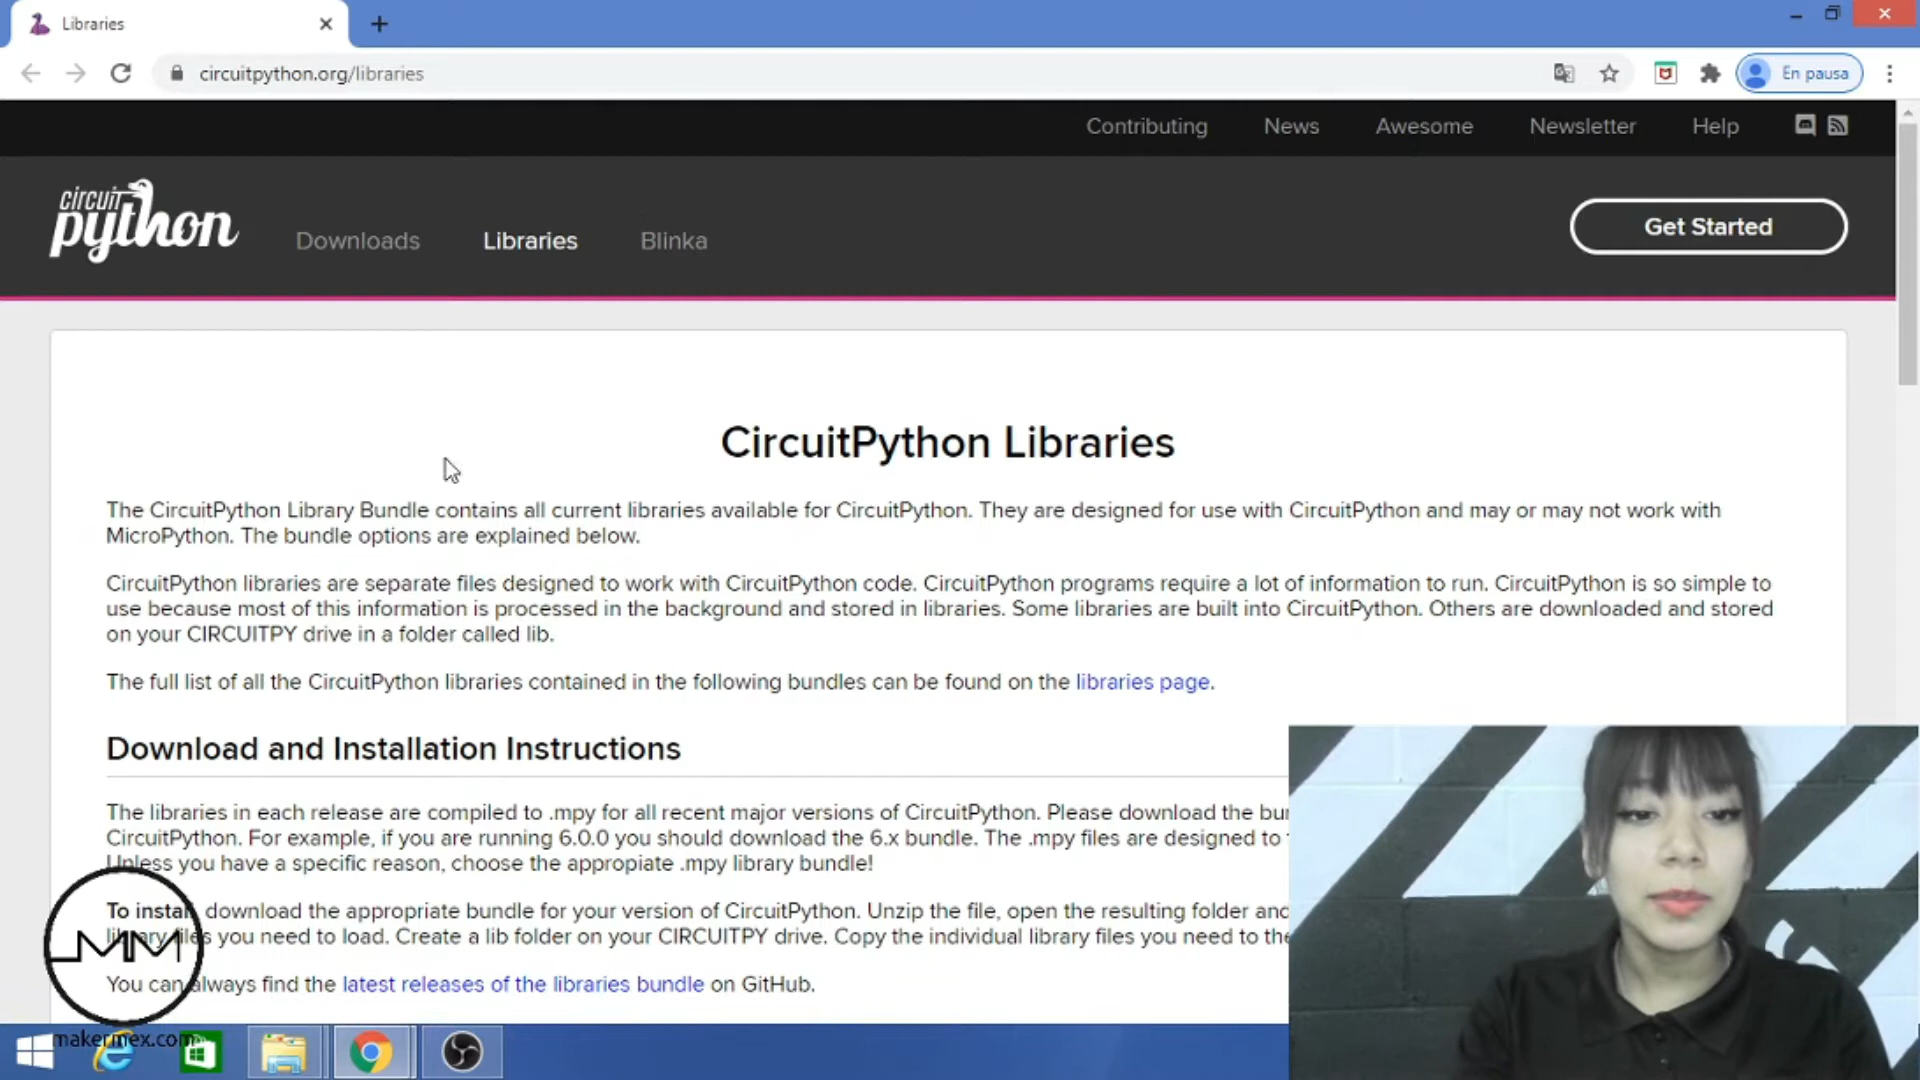 Libraries
circuitpython.org/libraries
En pausa
Contributing News Awesome Newsletter Help
circuit
python
Downloads Libraries Blinka
Get Started
CircuitPython Libraries
The CircuitPython Library Bundle contains all current libraries available for CircuitPython. They are designed for use with CircuitPython and may or may not work with
MicroPython. The bundle options are explained below.
CircuitPython libraries are separate files designed to work with CircuitPython code. CircuitPython programs require a lot of information to run. CircuitPython is so simple to
use because most of this information is processed in the background and stored in libraries. Some libraries are built into CircuitPython. Others are downloaded and stored
on your CIRCUITPY drive in a folder called lib.
The full list of all the CircuitPython libraries contained in the following bundles can be found on the libraries page.
Download and Installation Instructions
The libraries in each release are compiled to .mpy for all recent major versions of CircuitPython. Please download the
CircuitPython. For example, if you are running 6.0.0 you should download the 6.x bundle. The .mpy files are designed to
Unless you have a specific reason, choose the appropiate .mpy library bundle!
To install, download the appropriate bundle for your version of CircuitPython. Unzip the file, open the resulting folder and
library files you need to load. Create a lib folder on your CIRCUITPY drive. Copy the individual library files you need to the
You can always find the latest releases of the libraries bundle on GitHub.
MM
makermex.com